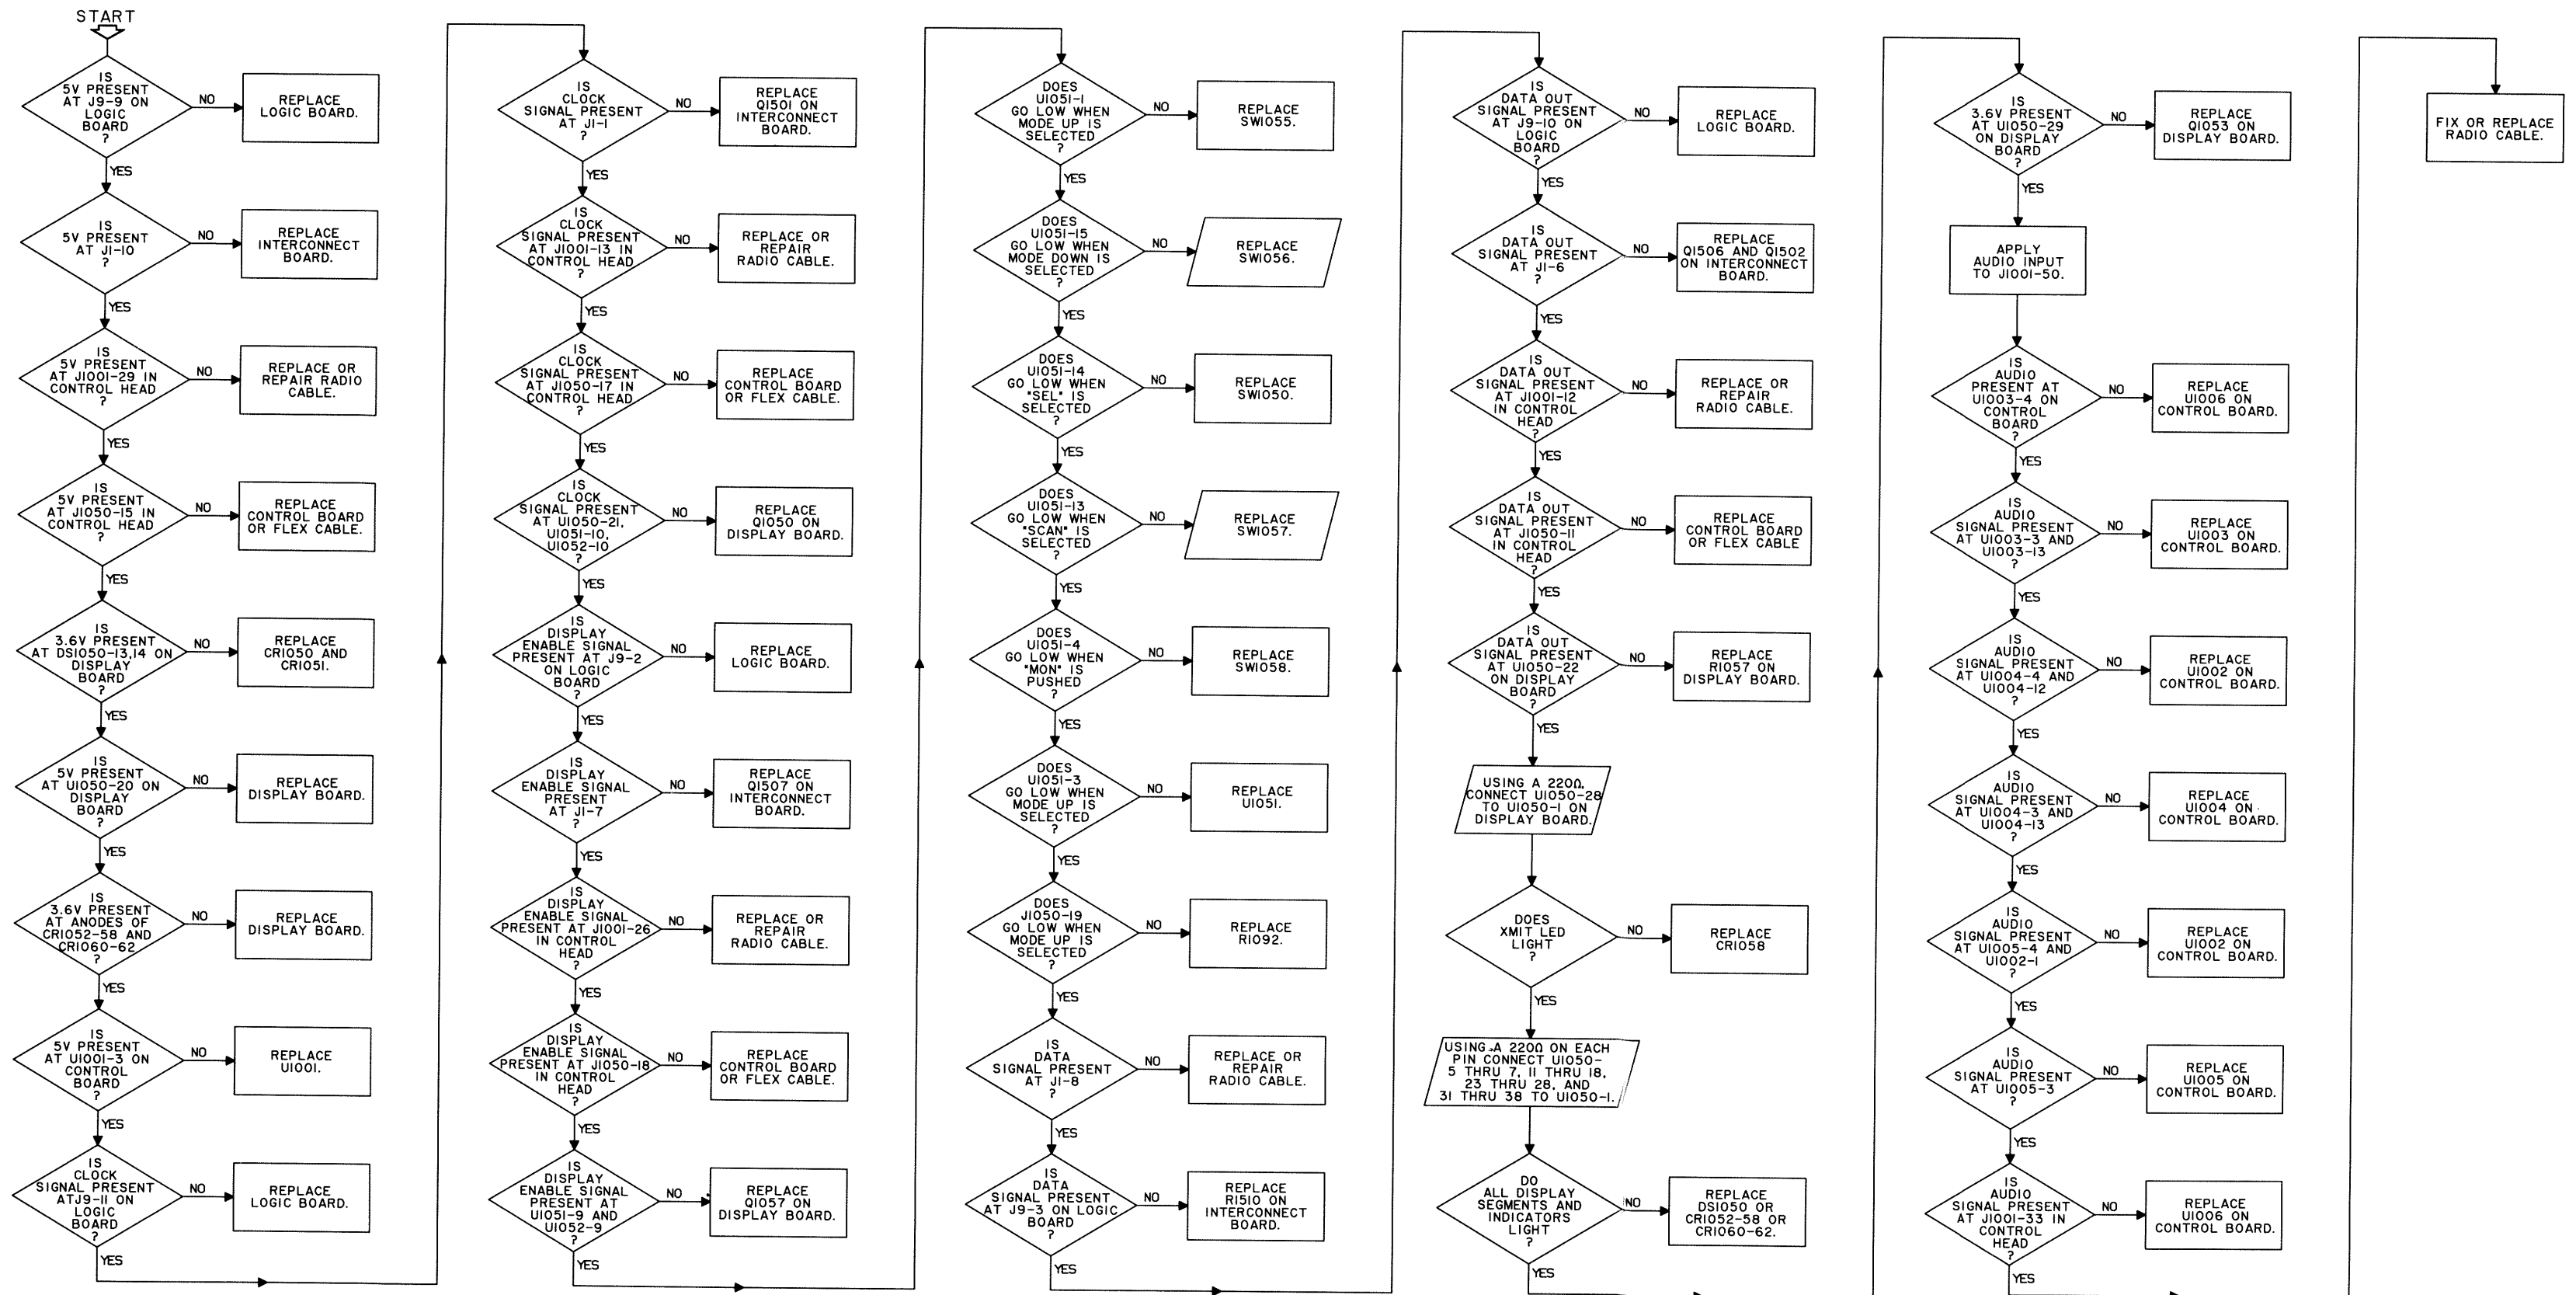 START
IS
5V PRESENT
AT J9-9 ON
LOGIC
BOARD
?
NO
REPLACE
LOGIC BOARD.
YES
IS
5V PRESENT
AT J1-10
?
NO
REPLACE
INTERCONNECT
BOARD.
YES
IS
5V PRESENT
AT J1001-29 IN
CONTROL HEAD
?
NO
REPLACE OR
REPAIR RADIO
CABLE.
YES
IS
5V PRESENT
AT J1050-15 IN
CONTROL HEAD
?
NO
REPLACE
CONTROL BOARD
OR FLEX CABLE.
YES
IS
3.6V PRESENT
AT DS1050-13,14 ON
DISPLAY
BOARD
?
NO
REPLACE
CR1050 AND
CR1051.
YES
IS
5V PRESENT
AT U1050-20 ON
DISPLAY
BOARD
?
NO
REPLACE
DISPLAY BOARD.
YES
IS
3.6V PRESENT
AT ANODES OF
CR1052-58 AND
CR1060-62
?
NO
REPLACE
DISPLAY BOARD.
YES
IS
5V PRESENT
AT U1001-3 ON
CONTROL
BOARD
?
NO
REPLACE
U1001.
YES
IS
CLOCK
SIGNAL PRESENT
ATJ9-11 ON
LOGIC
BOARD
?
NO
REPLACE
LOGIC BOARD.
YES
IS
CLOCK
SIGNAL PRESENT
AT J1-1
?
NO
REPLACE
Q1501 ON
INTERCONNECT
BOARD.
YES
IS
CLOCK
SIGNAL PRESENT
AT J1001-13 IN
CONTROL HEAD
?
NO
REPLACE OR
REPAIR
RADIO CABLE.
YES
IS
CLOCK
SIGNAL PRESENT
AT J1050-17 IN
CONTROL HEAD
?
NO
REPLACE
CONTROL BOARD
OR FLEX CABLE.
YES
IS
CLOCK
SIGNAL PRESENT
AT U1050-21,
U1051-10,
U1052-10
?
NO
REPLACE
Q1050 ON
DISPLAY BOARD.
YES
IS
DISPLAY
ENABLE SIGNAL
PRESENT AT J9-2
ON LOGIC
BOARD
?
NO
REPLACE
LOGIC BOARD.
YES
IS
DISPLAY
ENABLE SIGNAL
PRESENT
AT J1-7
?
NO
REPLACE
Q1507 ON
INTERCONNECT
BOARD.
YES
IS
DISPLAY
ENABLE SIGNAL
PRESENT AT J1001-26
IN CONTROL
HEAD
?
NO
REPLACE OR
REPAIR
RADIO CABLE.
YES
IS
DISPLAY
ENABLE SIGNAL
PRESENT AT J1050-18
IN CONTROL
HEAD
?
NO
REPLACE
CONTROL BOARD
OR FLEX CABLE.
YES
IS
DISPLAY
ENABLE SIGNAL
PRESENT AT
U1051-9 AND
U1052-9
?
NO
REPLACE
Q1057 ON
DISPLAY BOARD.
YES
DOES
U1051-1
GO LOW WHEN
MODE UP IS
SELECTED
?
NO
REPLACE
SW1055.
YES
DOES
U1051-15
GO LOW WHEN
MODE DOWN IS
SELECTED
?
NO
REPLACE
SW1056.
YES
DOES
U1051-14
GO LOW WHEN
"SEL" IS
SELECTED
?
NO
REPLACE
SW1050.
YES
DOES
U1051-13
GO LOW WHEN
"SCAN" IS
SELECTED
?
NO
REPLACE
SW1057.
YES
DOES
U1051-4
GO LOW WHEN
"MON" IS
PUSHED
?
NO
REPLACE
SW1058.
YES
DOES
U1051-3
GO LOW WHEN
MODE UP IS
SELECTED
?
NO
REPLACE
U1051.
YES
DOES
J1050-19
GO LOW WHEN
MODE UP IS
SELECTED
?
NO
REPLACE
R1092.
YES
IS
DATA
SIGNAL PRESENT
AT J1-8
?
NO
REPLACE OR
REPAIR
RADIO CABLE.
YES
IS
DATA
SIGNAL PRESENT
AT J9-3 ON LOGIC
BOARD
?
NO
REPLACE
R1510 ON
INTERCONNECT
BOARD.
YES
IS
DATA OUT
SIGNAL PRESENT
AT J9-10 ON
LOGIC
BOARD
?
NO
REPLACE
LOGIC BOARD.
YES
IS
DATA OUT
SIGNAL PRESENT
AT J1-6
?
NO
REPLACE
Q1506 AND Q1502
ON INTERCONNECT
BOARD.
YES
IS
DATA OUT
SIGNAL PRESENT
AT J1001-12
IN CONTROL
HEAD
?
NO
REPLACE OR
REPAIR
RADIO CABLE.
YES
IS
DATA OUT
SIGNAL PRESENT
AT J1050-11
IN CONTROL
HEAD
?
NO
REPLACE
CONTROL BOARD
OR FLEX CABLE
YES
IS
DATA OUT
SIGNAL PRESENT
AT U1050-22
ON DISPLAY
BOARD
?
NO
REPLACE
R1057 ON
DISPLAY BOARD.
YES
USING A 220Ω,
CONNECT U1050-28
TO U1050-1 ON
DISPLAY BOARD.
DOES
XMIT LED
LIGHT
?
NO
REPLACE
CR1058
YES
USING A 220Ω ON EACH
PIN CONNECT U1050-
5 THRU 7, 11 THRU 18,
23 THRU 28, AND
31 THRU 38 TO U1050-1.
DO
ALL DISPLAY
SEGMENTS AND
INDICATORS
LIGHT
?
NO
REPLACE
DS1050 OR
CR1052-58 OR
CR1060-62.
YES
IS
3.6V PRESENT
AT U1050-29
ON DISPLAY
BOARD
?
NO
REPLACE
Q1053 ON
DISPLAY BOARD.
YES
APPLY
AUDIO INPUT
TO J1001-50.
IS
AUDIO
PRESENT AT
U1003-4 ON
CONTROL
BOARD
?
NO
REPLACE
U1006 ON
CONTROL BOARD.
YES
IS
AUDIO
SIGNAL PRESENT
AT U1003-3 AND
U1003-13
?
NO
REPLACE
U1003 ON
CONTROL BOARD.
YES
IS
AUDIO
SIGNAL PRESENT
AT U1004-4 AND
U1004-12
?
NO
REPLACE
U1002 ON
CONTROL BOARD.
YES
IS
AUDIO
SIGNAL PRESENT
AT U1004-3 AND
U1004-13
?
NO
REPLACE
U1004 ON
CONTROL BOARD.
YES
IS
AUDIO
SIGNAL PRESENT
AT U1005-4 AND
U1002-1
?
NO
REPLACE
U1002 ON
CONTROL BOARD.
YES
IS
AUDIO
SIGNAL PRESENT
AT U1005-3
?
NO
REPLACE
U1005 ON
CONTROL BOARD.
YES
IS
AUDIO
SIGNAL PRESENT
AT J1001-33 IN
CONTROL
HEAD
?
NO
REPLACE
U1006 ON
CONTROL BOARD.
YES
FIX OR REPLACE
RADIO CABLE.